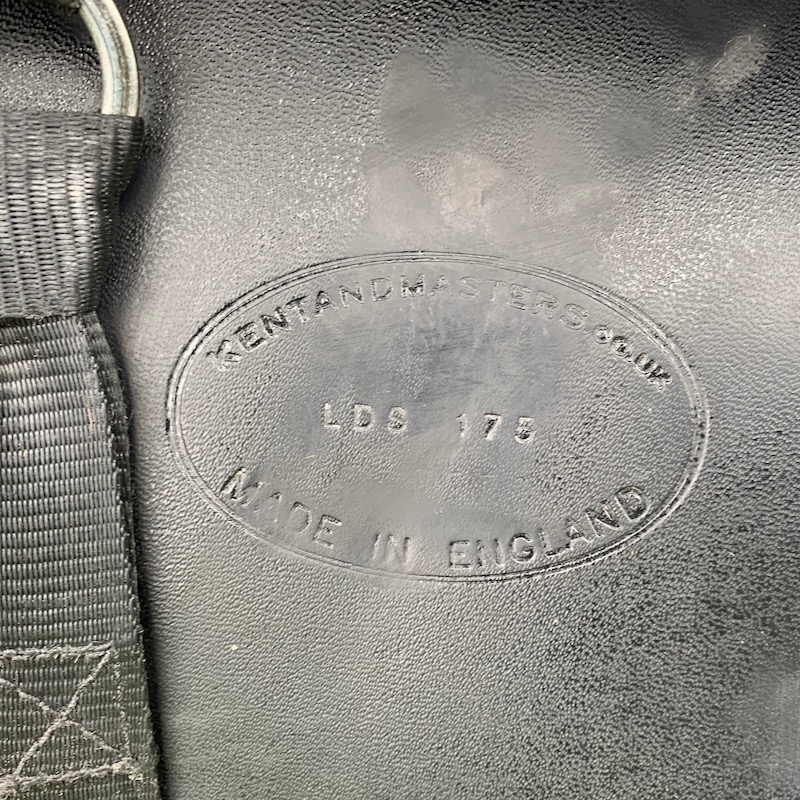 KENTANDMASTERS.CO.UK
LDS 175
MADE IN ENGLAND